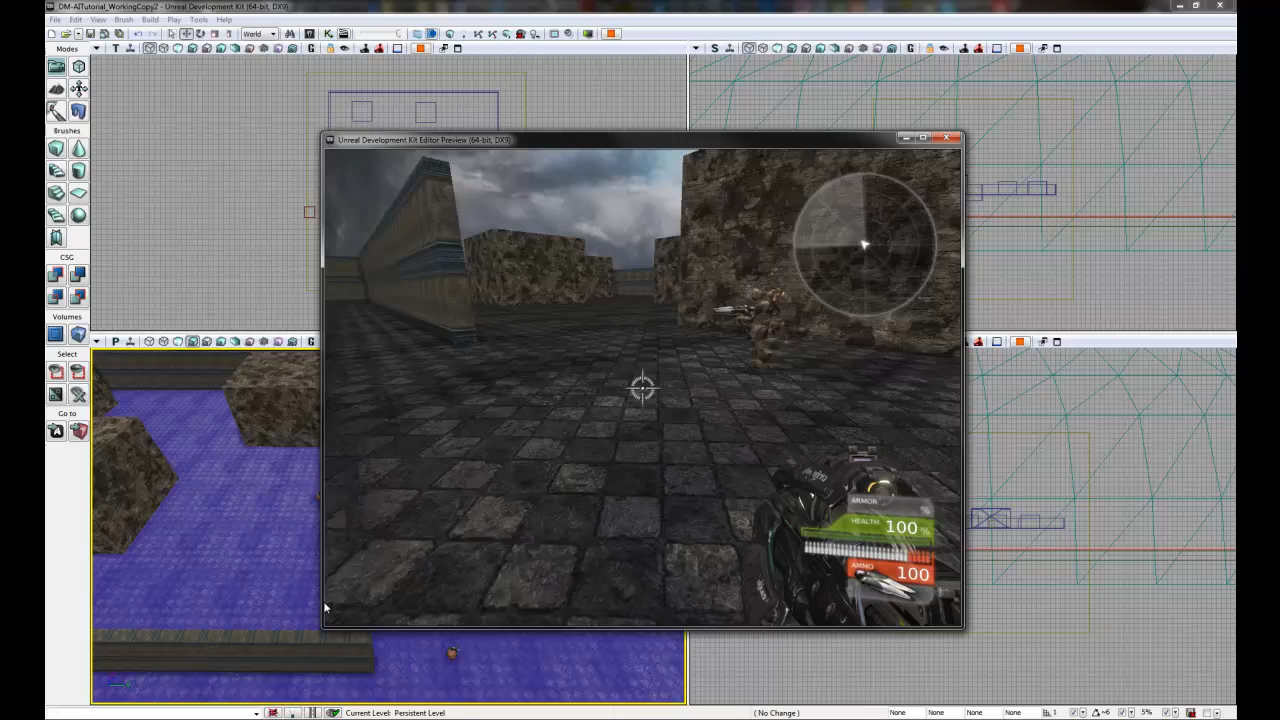 DM-AITutorial_WorkingCopy2 - Unreal Development Kit (64-bit, DX9)
File Edit View Brush Build Play Tools Help
World
Modes
T
G
S
G
Brushes
CSG
Volumes
Select
Go to
P
G
Unreal Development Kit Editor Preview (64-bit, DX9)
ARMOR
%
HEALTH 100 %
AMMO 100
Current Level: Persistent Level
( No Change )
None None None None
1
5%